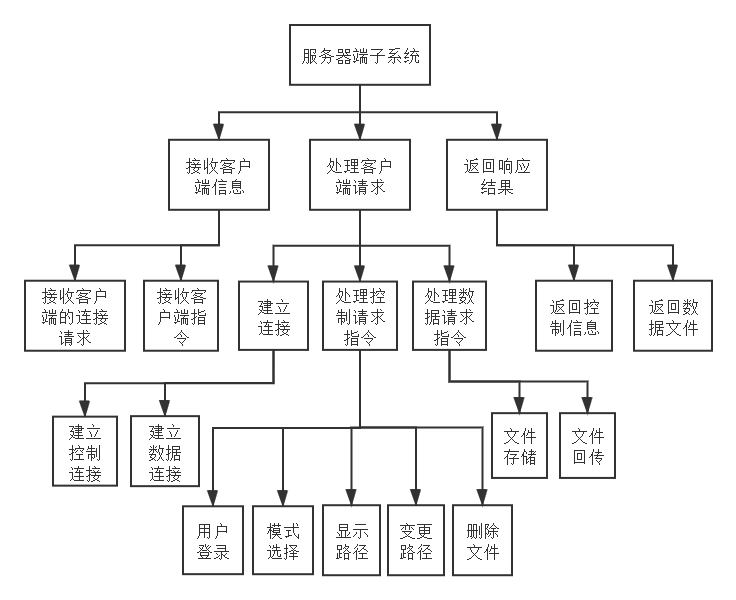 服务器端子系统
接收客户
端信息
处理客户
端请求
返回响应
结果
接收客户
端的连接
请求
接收客
户端指
令
建立
连接
处理控
制请求
指令
处理数
据请求
指令
返回控
制信息
返回数
据文件
建立
控制
连接
建立
数据
连接
文件
存储
文件
回传
用户
登录
模式
选择
显示
路径
变更
路径
删除
文件